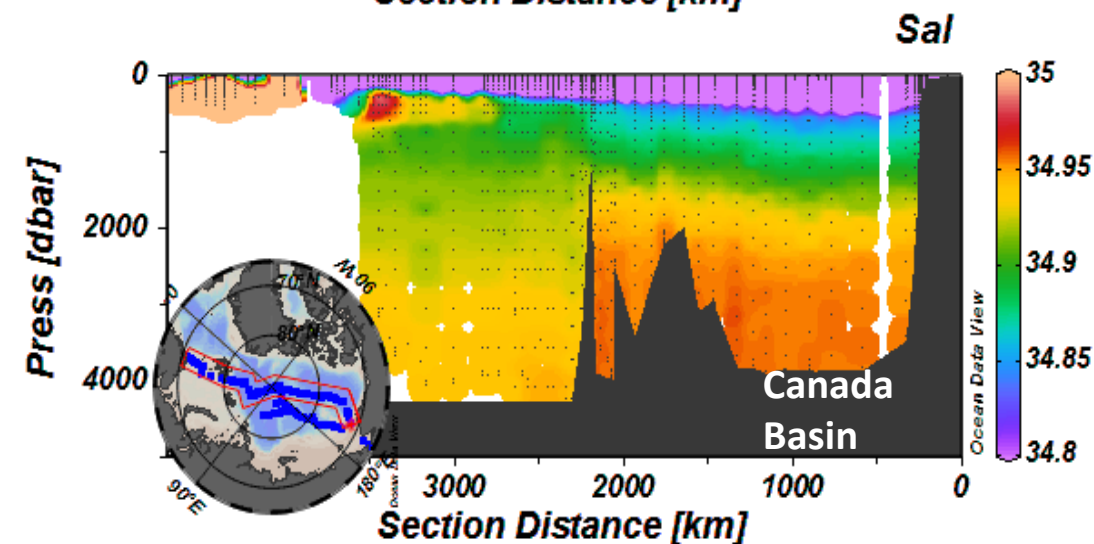 Section Distance [km]
Sal
Press [dbar]
0
2000
4000
35
34.95
34.9
34.85
34.8
Ocean Data View
Canada
Basin
70°N
80°N
90°W
90°E
180°
Ocean Data View
3000
2000
1000
0
Section Distance [km]